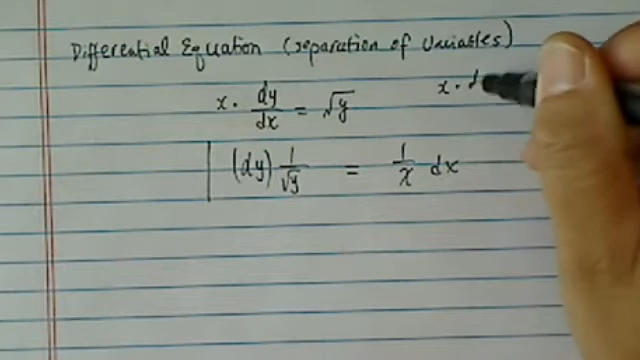 Differential Equation (separation of variables)
x · dy/dx = √y
x · d
(dy) 1/√y = 1/x dx